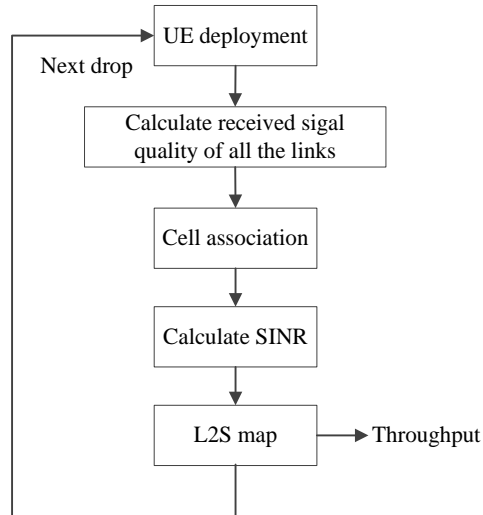 UE deployment
Next drop
Calculate received sigal
quality of all the links
Cell association
Calculate SINR
L2S map
Throughput